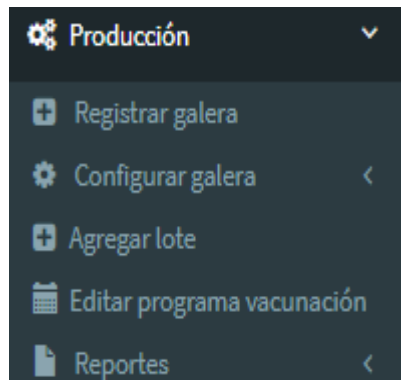 Producción
Registrar galera
Configurar galera
Agregar lote
Editar programa vacunación
Reportes